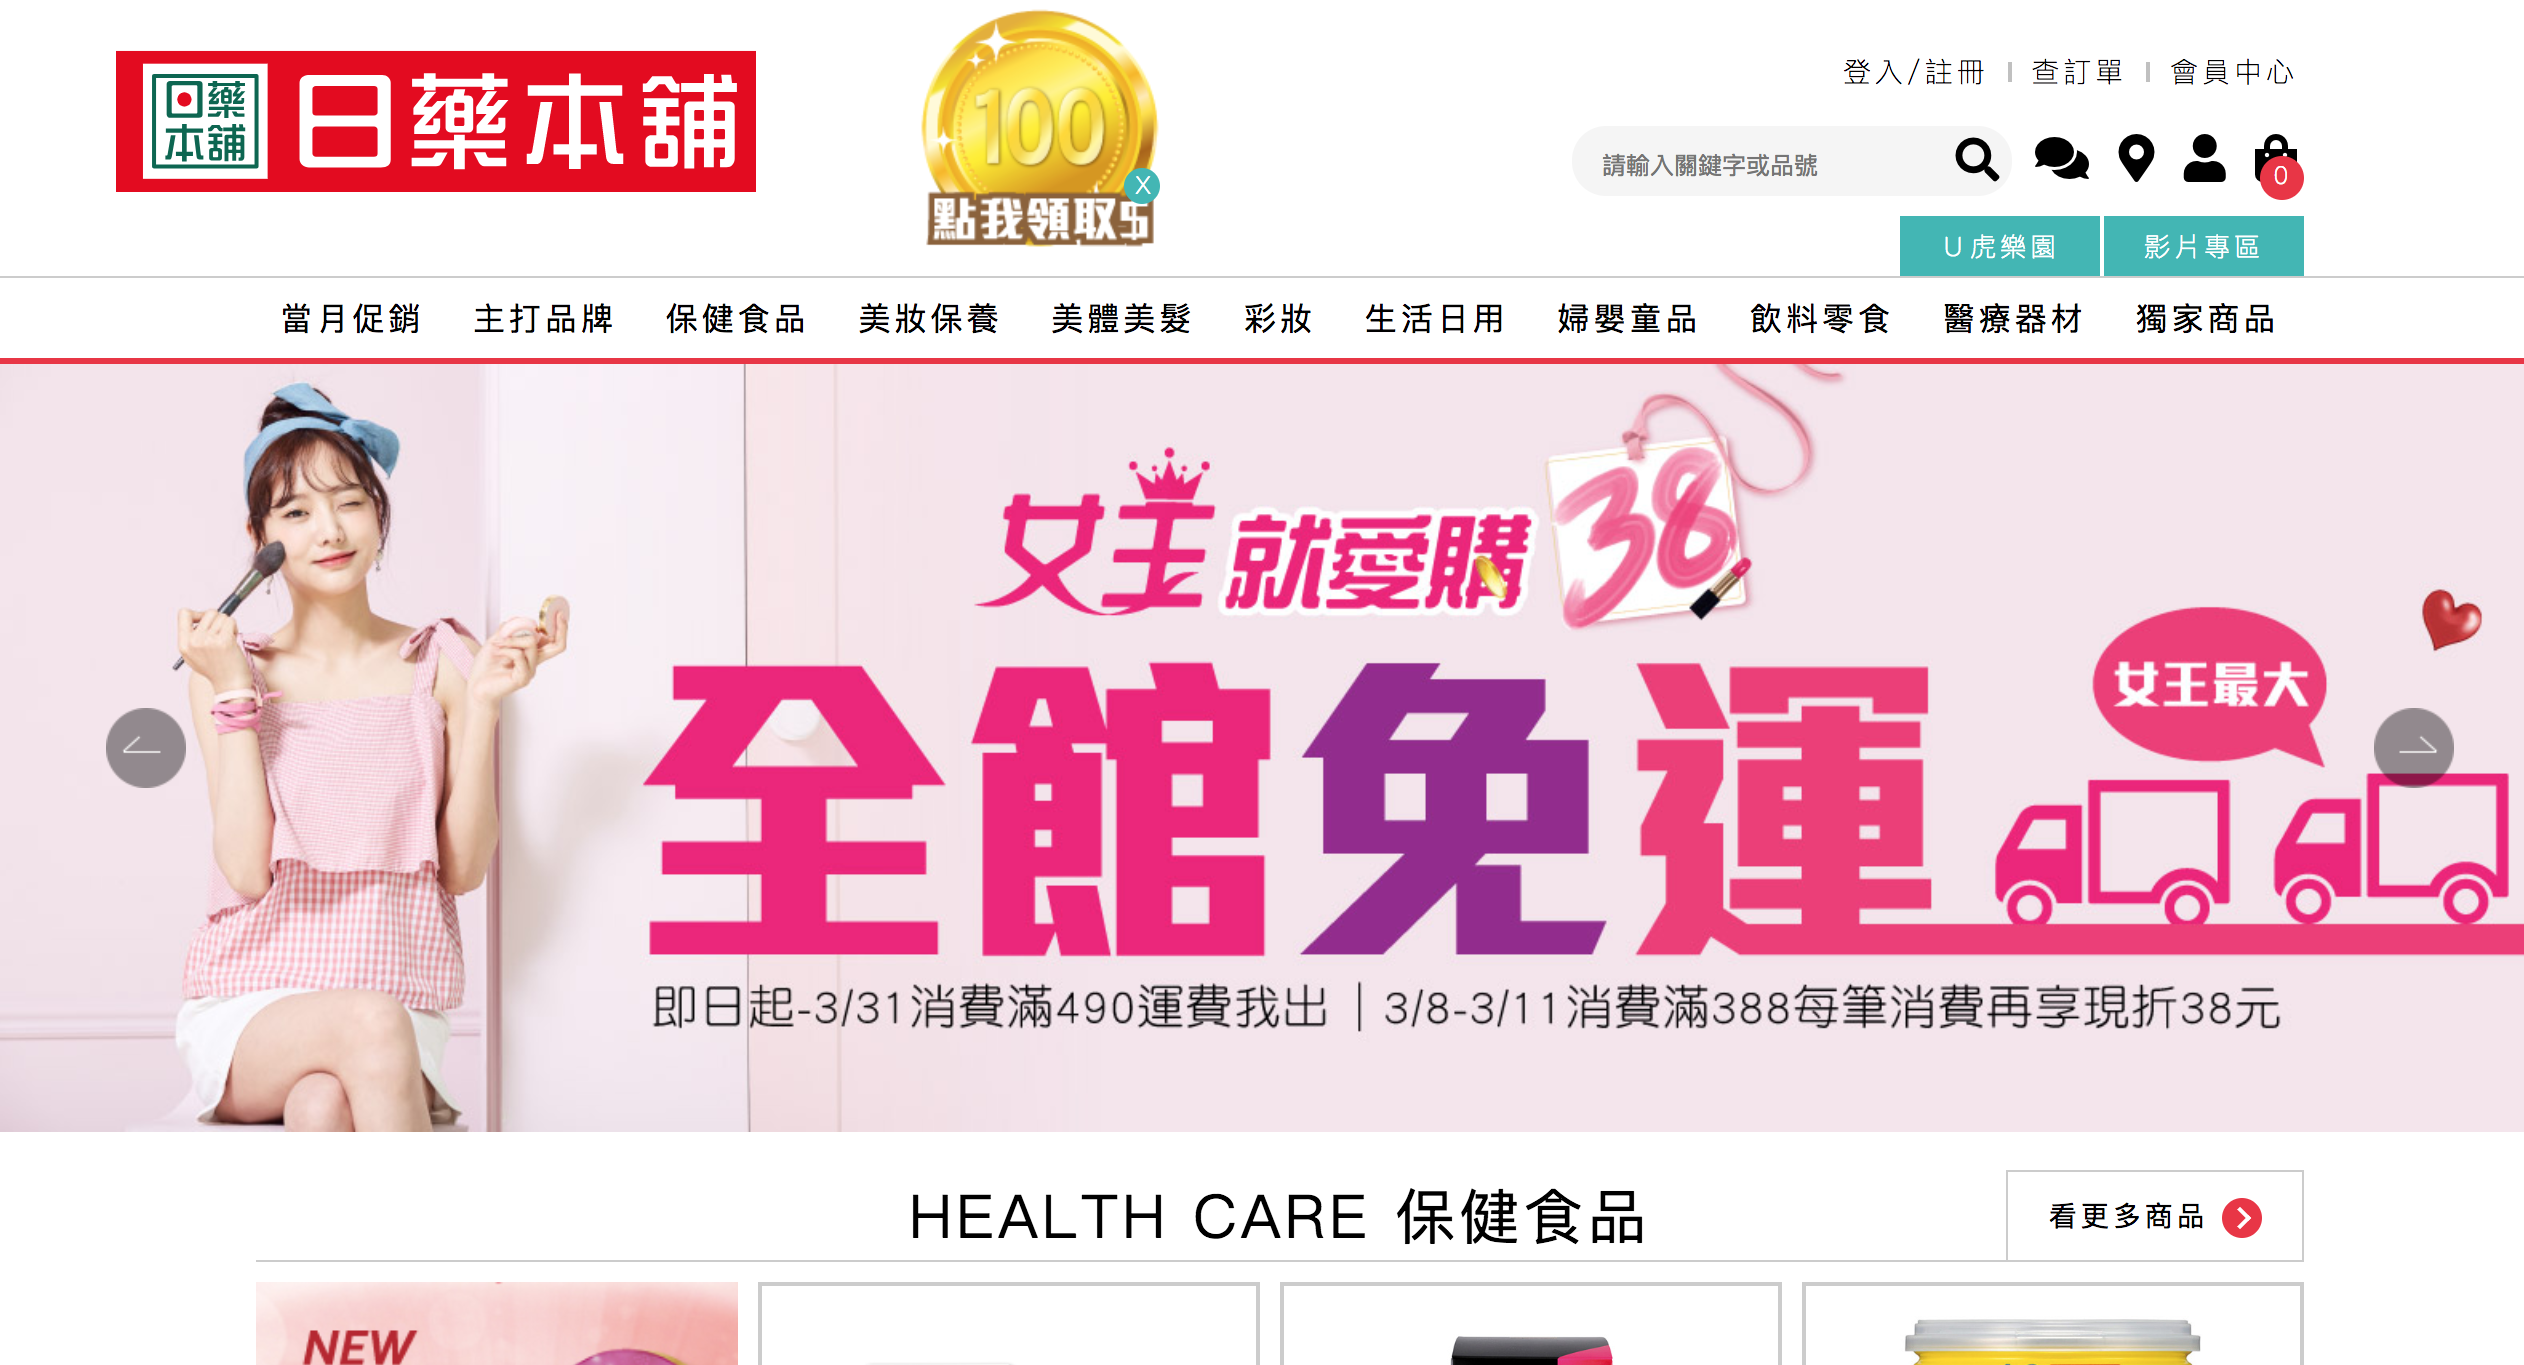 日藥本舖
日藥本舖
100
點我領取$
X
登入/註冊
查訂單
會員中心
請輸入關鍵字或品號
0
U虎樂園
影片專區
當月促銷
主打品牌
保健食品
美妝保養
美體美髮
彩妝
生活日用
婦嬰童品
飲料零食
醫療器材
獨家商品
女王就愛購
38
全館免運
女王最大
即日起-3/31消費滿490運費我出｜3/8-3/11消費滿388每筆消費再享現折38元
HEALTH CARE 保健食品
看更多商品
NEW